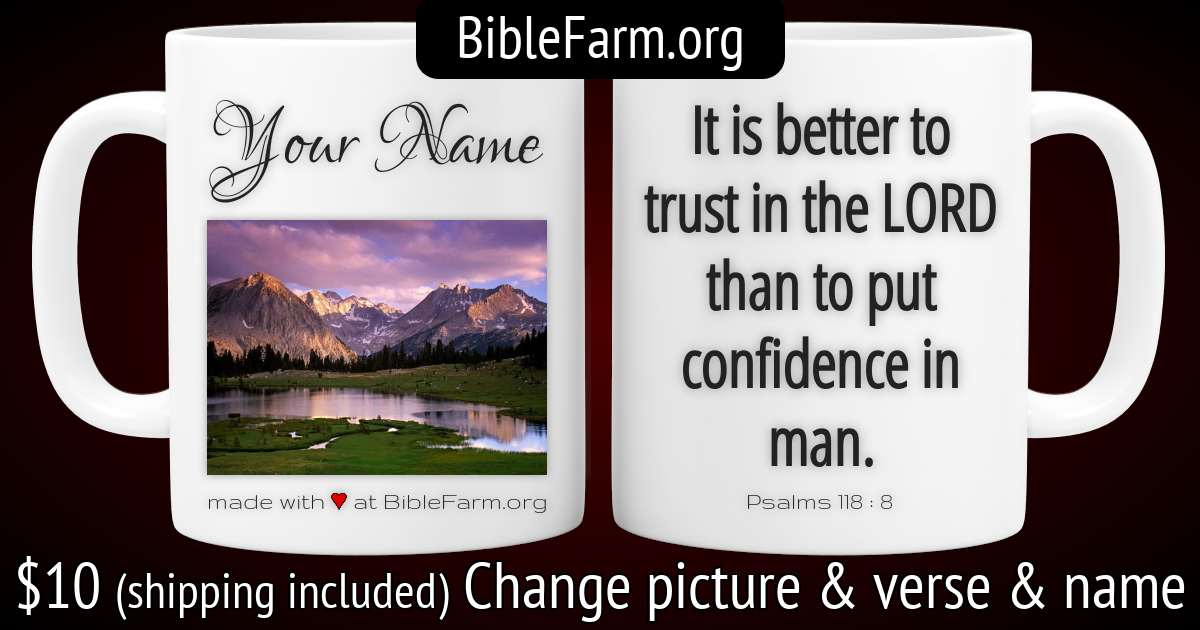 BibleFarm.org
Your Name
made with ♥ at BibleFarm.org
It is better to
trust in the LORD
than to put
confidence in
man.
Psalms 118 : 8
$10 (shipping included) Change picture & verse & name